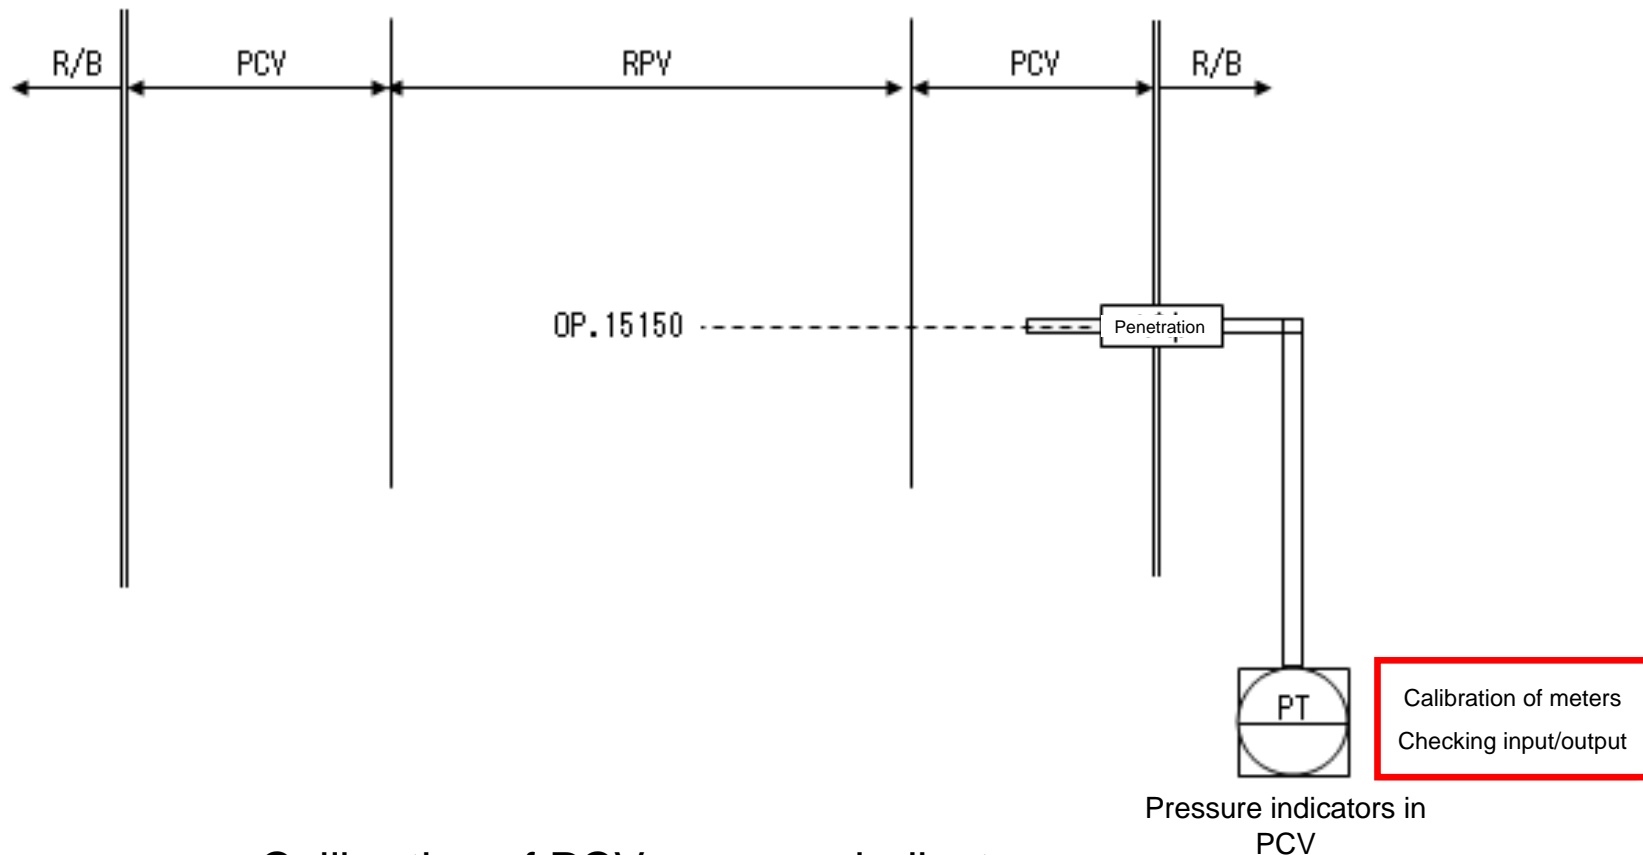 R/B PCV RPV PCV R/B
OP.15150
Penetration
PT
Calibration of meters
Checking input/output
Pressure indicators in
PCV